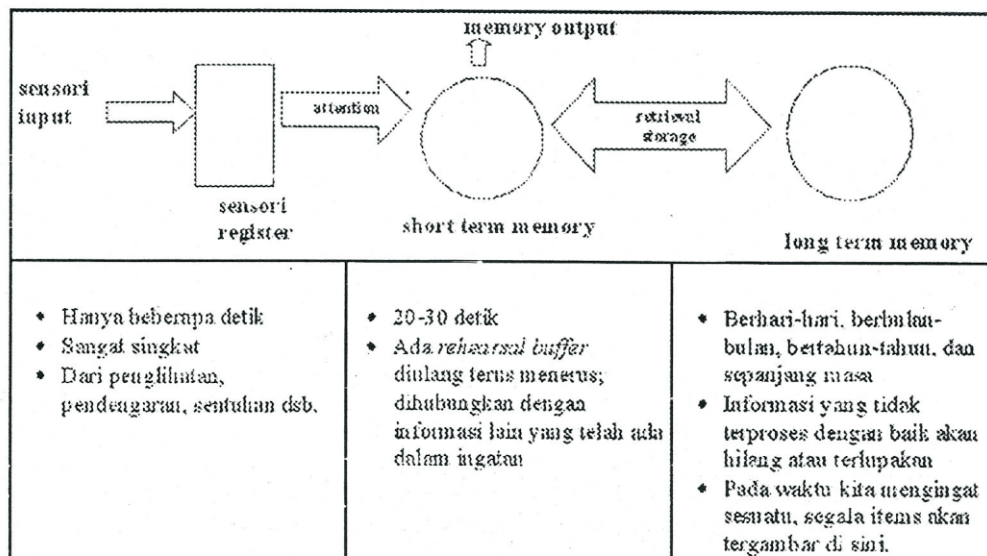 memory output
sensori
input
attention
retrieval
storage
sensori
register
short term memory
long term memory
• Hanya beberapa detik
• Sangat singkat
• Dari penglihatan,
pendengaran, sentuhan dsb.
• 20-30 detik
• Ada rehearsal buffer
diulang terus menerus;
dihubungkan dengan
informasi lain yang telah ada
dalam ingatan
• Berhari-hari, berbulan-
bulan, bertahun-tahun, dan
sepanjang masa
• Informasi yang tidak
terproses dengan baik akan
hilang atau terlupakan
• Pada waktu kita mengingat
sesuatu, segala items akan
tergambar di sini.